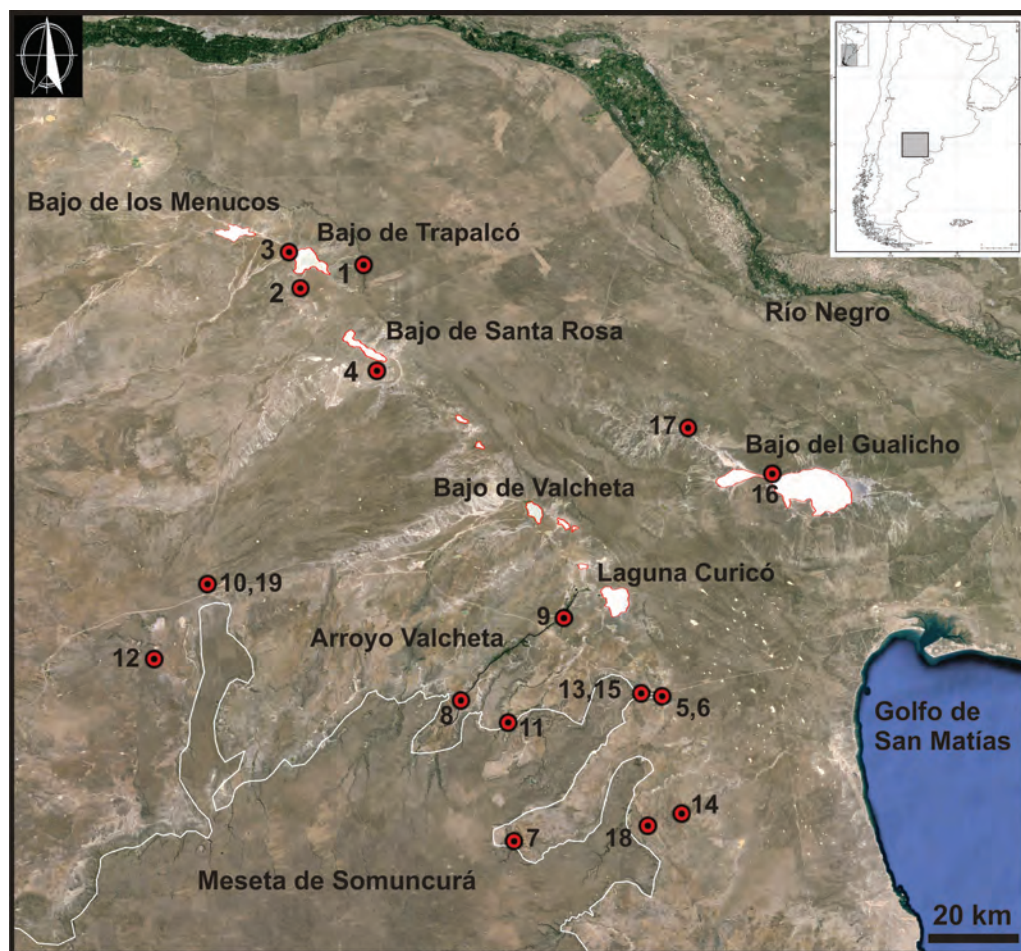 Bajo de los Menucos
Bajo de Trapalcó
3
1
2
Río Negro
Bajo de Santa Rosa
4
17
Bajo del Gualicho
16
Bajo de Valcheta
10,19
Laguna Curicó
9
Arroyo Valcheta
12
13,15
5,6
8
11
Golfo de
San Matías
14
18
7
Meseta de Somuncurá
20 km